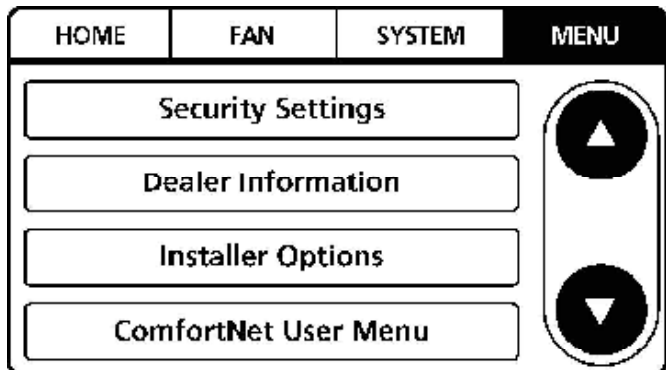 HOME FAN SYSTEM MENU
Security Settings
Dealer Information
Installer Options
ComfortNet User Menu